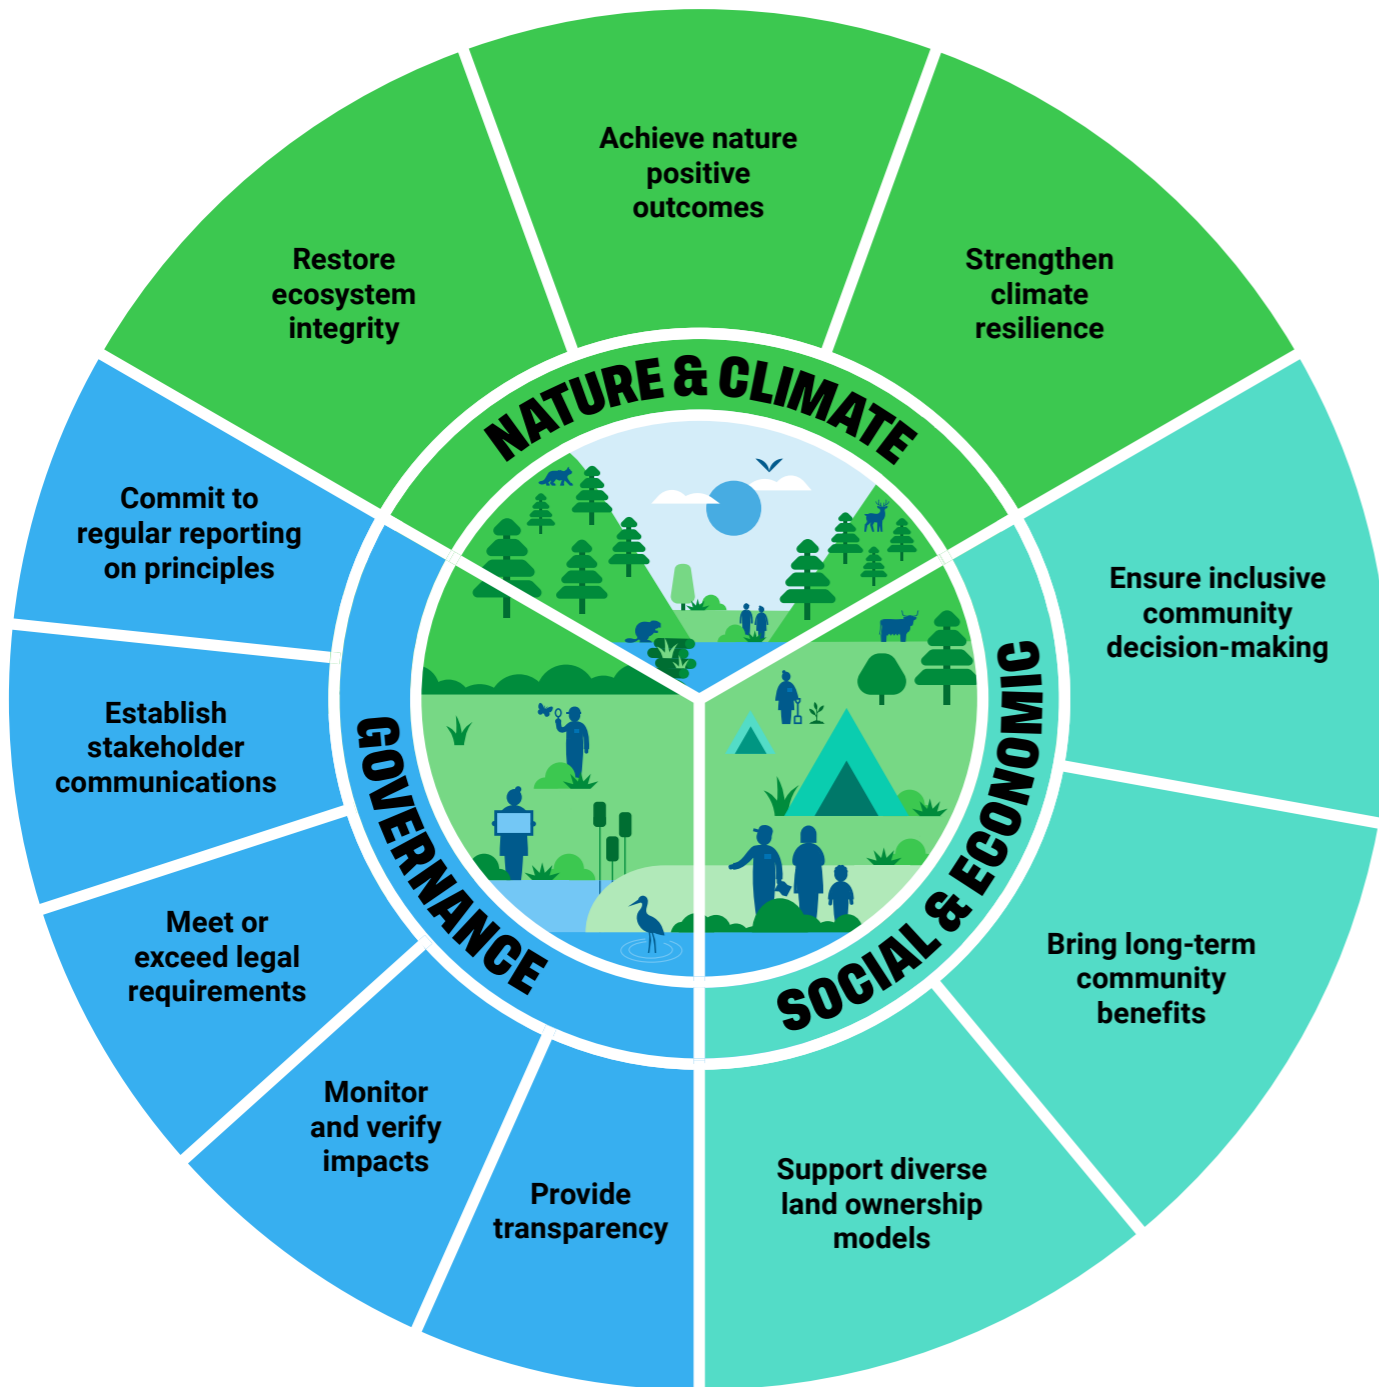 Achieve nature
positive
outcomes
Restore
ecosystem
integrity
Strengthen
climate
resilience
NATURE & CLIMATE
Commit to
regular reporting
on principles
Ensure inclusive
community
decision-making
Establish
stakeholder
communications
GOVERNANCE
SOCIAL & ECONOMIC
Meet or
exceed legal
requirements
Bring long-term
community
benefits
Monitor
and verify
impacts
Provide
transparency
Support diverse
land ownership
models